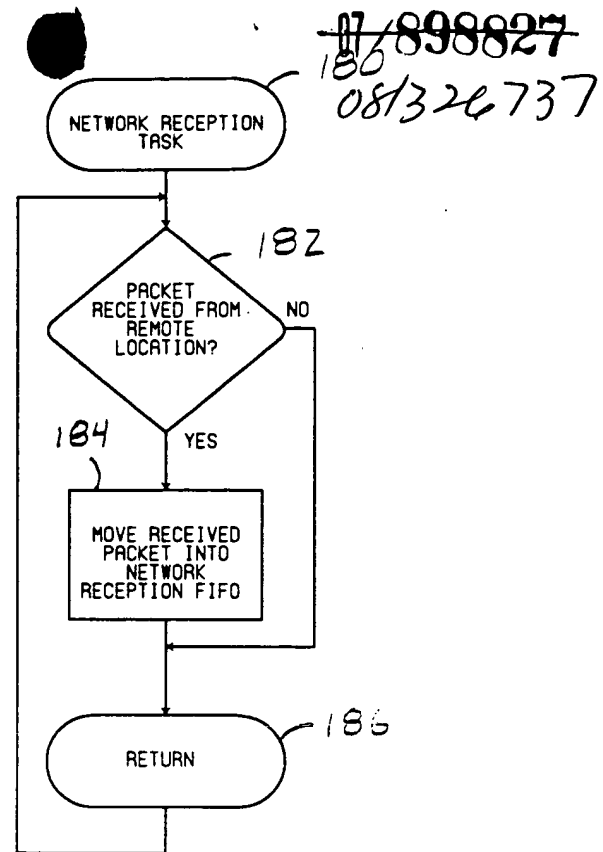 07/898827
180
081326737
NETWORK RECEPTION
TASK
182
PACKET
RECEIVED FROM
REMOTE
LOCATION?
NO
184
YES
MOVE RECEIVED
PACKET INTO
NETWORK
RECEPTION FIFO
186
RETURN